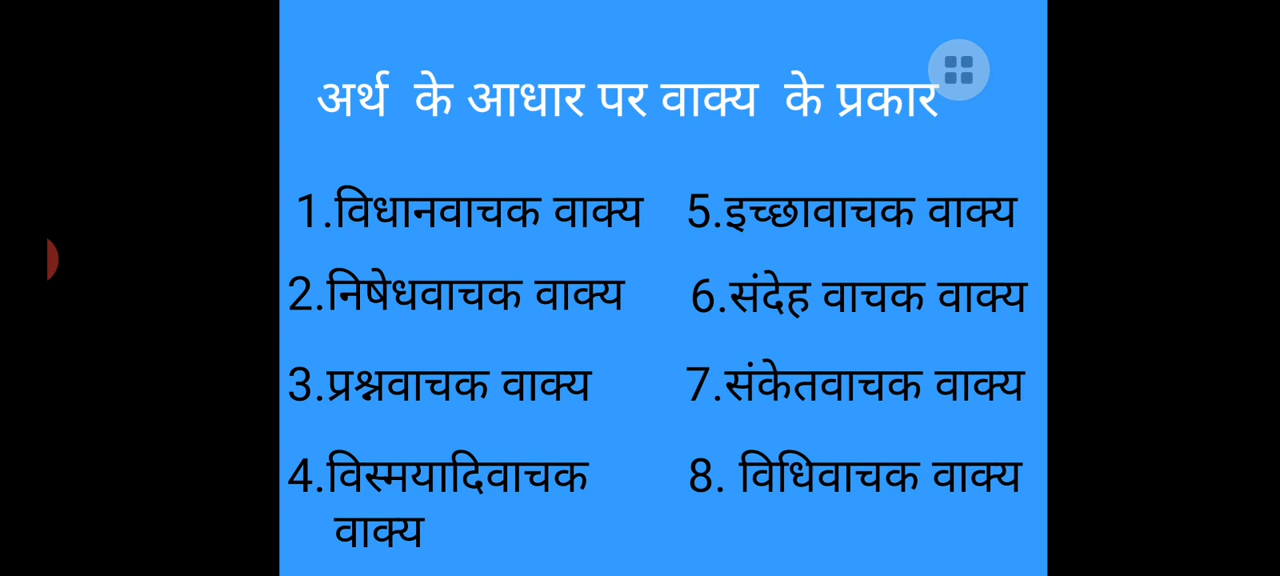 अर्थ के आधार पर वाक्य के प्रकार
1.विधानवाचक वाक्य
2.निषेधवाचक वाक्य
3.प्रश्नवाचक वाक्य
4.विस्मयादिवाचक
वाक्य
5.इच्छावाचक वाक्य
6.संदेह वाचक वाक्य
7.संकेतवाचक वाक्य
8. विधिवाचक वाक्य